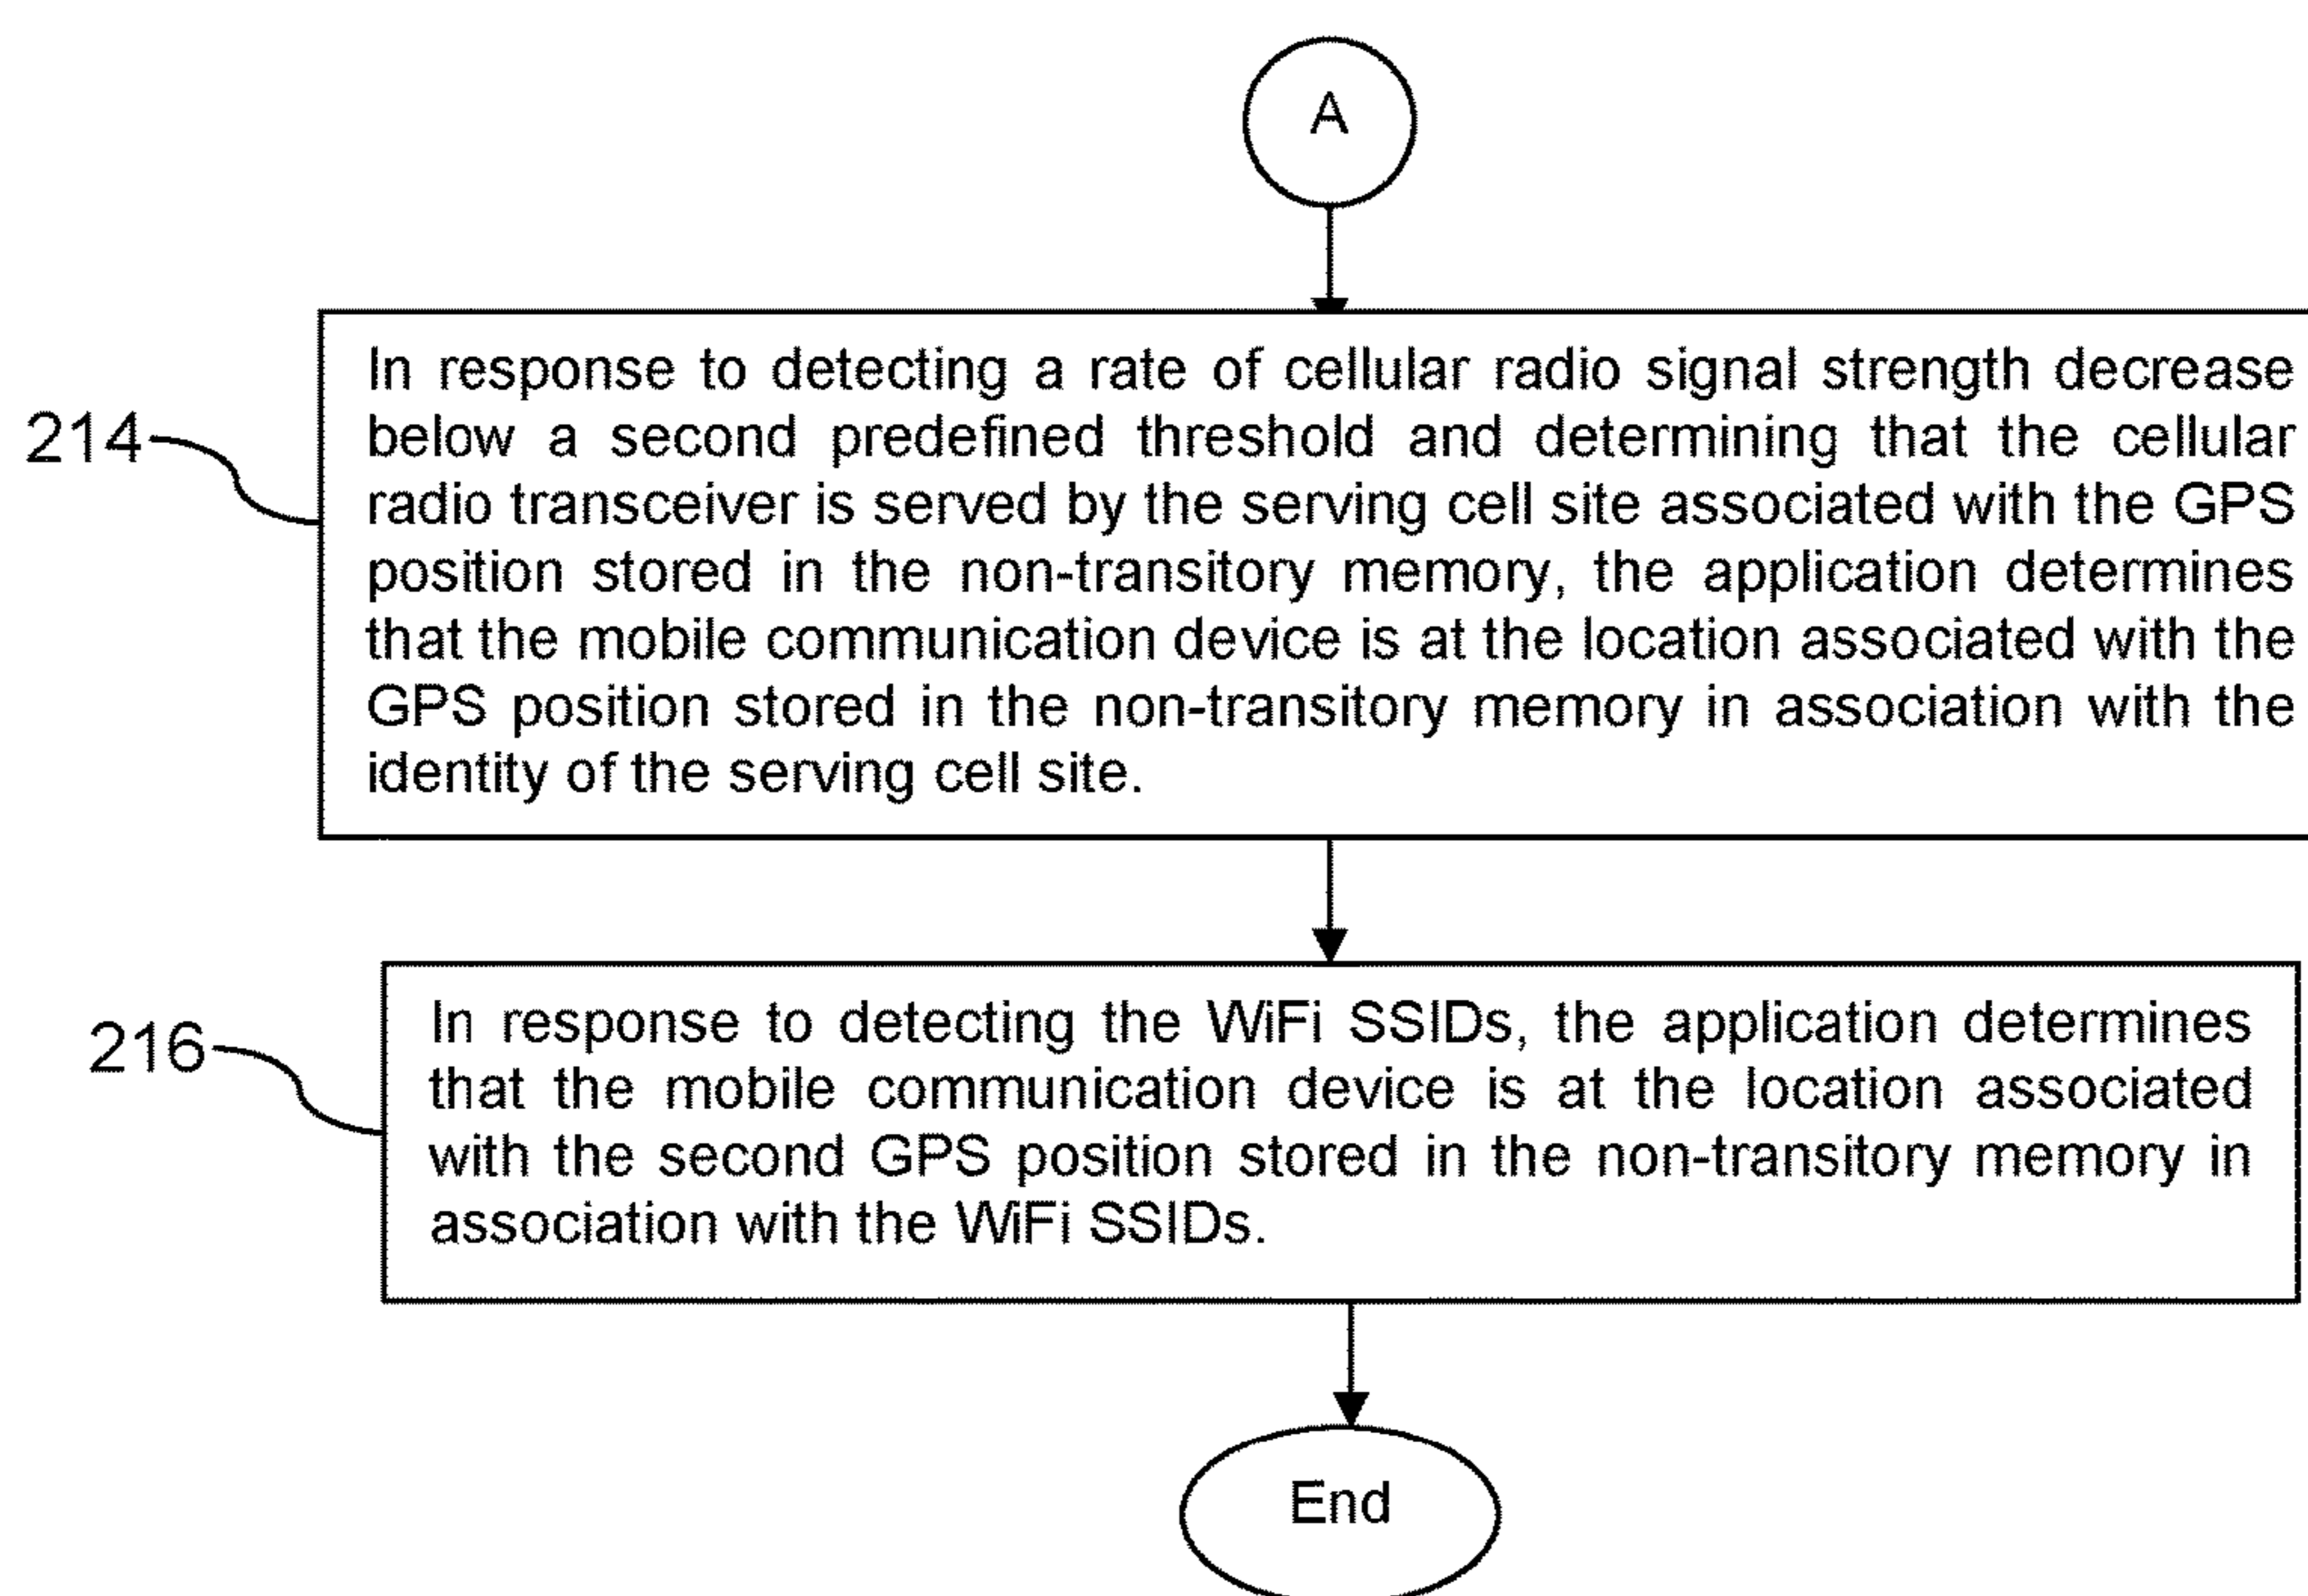 A
In response to detecting a rate of cellular radio signal strength decrease
below a second predefined threshold and determining that the cellular
radio transceiver is served by the serving cell site associated with the GPS
position stored in the non-transitory memory, the application determines
that the mobile communication device is at the location associated with the
GPS position stored in the non-transitory memory in association with the
identity of the serving cell site.
214
In response to detecting the WiFi SSIDs, the application determines
that the mobile communication device is at the location associated
with the second GPS position stored in the non-transitory memory in
association with the WiFi SSIDs.
216
End